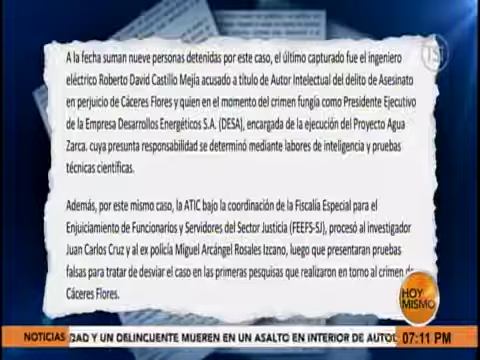 A la fecha suman nueve personas detenidas por este caso, el último capturado fue el ingeniero
eléctrico Roberto David Castillo Mejía acusado a título de Autor Intelectual del delito de Asesinato
en perjuicio de Cáceres Flores y quien en el momento del crimen fungía como Presidente Ejecutivo
de la Empresa Desarrollos Energéticos S.A. (DESA), encargada de la ejecución del Proyecto Agua
Zarca. cuya presunta responsabilidad se determinó mediante labores de inteligencia y pruebas
técnicas científicas.
Además, por este mismo caso, la ATIC bajo la coordinación de la Fiscalía Especial para el
Enjuiciamiento de Funcionarios y Servidores del Sector Justicia (FEEFS-SJ), procesó al investigador
Juan Carlos Cruz y al ex policía Miguel Arcángel Rosales Izcano, luego que presentaran pruebas
falsas para tratar de desviar el caso en las primeras pesquisas que realizaron en torno al crimen de
Cáceres Flores.
TSi
HOY
MISMO
NOTICIAS DAD Y UN DELINCUENTE MUEREN EN UN ASALTO EN INTERIOR DE AUTOL 07:11 PM